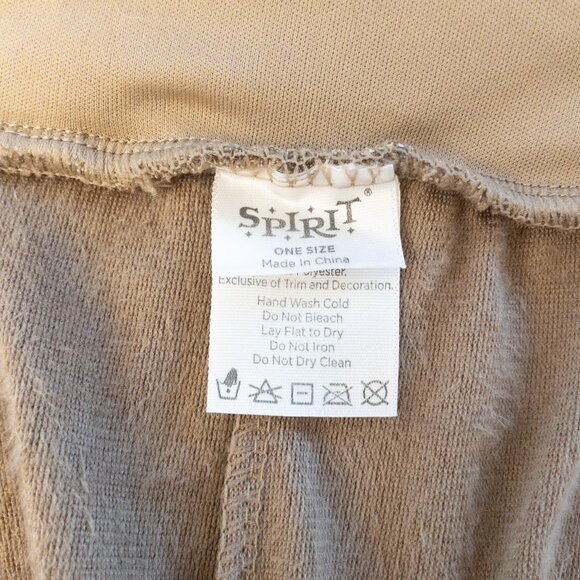 SPIRIT®
ONE SIZE
Made in China
Polyester.
Exclusive of Trim and Decoration.
Hand Wash Cold
Do Not Bleach
Lay Flat to Dry
Do Not Iron
Do Not Dry Clean